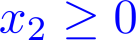 x₂ ≥ 0